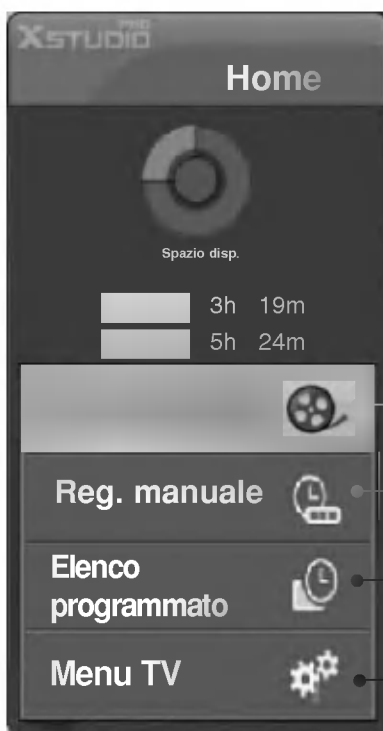 XSTUDIO PRO
Home
Spazio disp.
3h 19m
5h 24m
Reg. manuale
Elenco
programmato
Menu TV